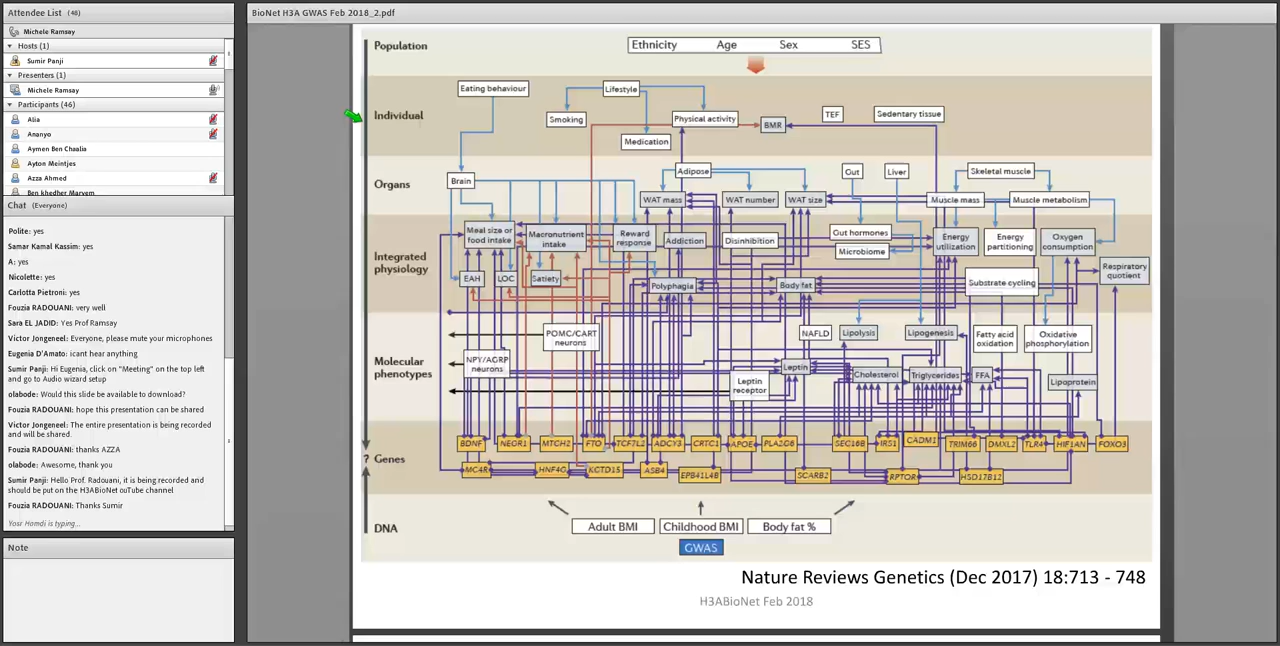 Attendee List (48)
Michele Ramsay
Hosts (1)
Sumir Panji
Presenters (1)
Michele Ramsay
Participants (46)
Alia
Ananyo
Aymen Ben Chaalia
Ayton Meintjes
Azza Ahmed
Ben khedher Maryem
Chat (Everyone)
Polite: yes
Samar Kamal Kassim: yes
A: yes
Nicolette: yes
Carlotta Pietroni: yes
Fouzia RADOUANI: very well
Sara EL JADID: Yes Prof Ramsay
Victor Jongeneel: Everyone, please mute your microphones
Eugenia D'Amato: icant hear anything
Sumir Panji: Hi Eugenia, click on "Meeting" on the top left
and go to Audio wizard setup
olabode: Would this slide be available to download?
Fouzia RADOUANI: hope this presentation can be shared
Victor Jongeneel: The entire presentation is being recorded
and will be shared.
Fouzia RADOUANI: thanks AZZA
olabode: Awesome, thank you
Sumir Panji: Hello Prof. Radouani, it is being recorded and
should be put on the H3ABioNet ouTube channel
Fouzia RADOUANI: Thanks Sumir
Yosr Hamdi is typing...
Note
BioNet H3A GWAS Feb 2018_2.pdf
Population
Ethnicity Age Sex SES
Individual
Eating behaviour
Lifestyle
Smoking
Physical activity
Medication
BMR
TEF
Sedentary tissue
Organs
Brain
Adipose
Gut
Liver
Skeletal muscle
WAT mass
WAT number
WAT size
Muscle mass
Muscle metabolism
Integrated
physiology
Meal size or
food intake
Macronutrient
intake
Reward
response
Addiction
Disinhibition
Gut hormones
Microbiome
Energy
utilization
Energy
partitioning
Oxygen
consumption
Respiratory
quotient
EAH
LOC
Satiety
Polyphagia
Body fat
Substrate cycling
Molecular
phenotypes
POMC/CART
neurons
NPY/AGRP
neurons
NAFLD
Lipolysis
Lipogenesis
Fatty acid
oxidation
Oxidative
phosphorylation
Leptin
Leptin
receptor
Cholesterol
Triglycerides
FFA
Lipoprotein
? Genes
BDNF
NEGR1
MTCH2
FTO
TCF7L2
ADCY3
CRTC1
APOE
PLA2G6
SEC16B
IRS1
CADM1
TRIM66
DMXL2
TLR4
HIF1AN
FOXO3
MC4R
HNF4G
KCTD15
ASB4
EPB41L4B
SCARB2
RPTOR
HSD17B12
DNA
Adult BMI
Childhood BMI
Body fat %
GWAS
Nature Reviews Genetics (Dec 2017) 18:713 - 748
H3ABioNet Feb 2018